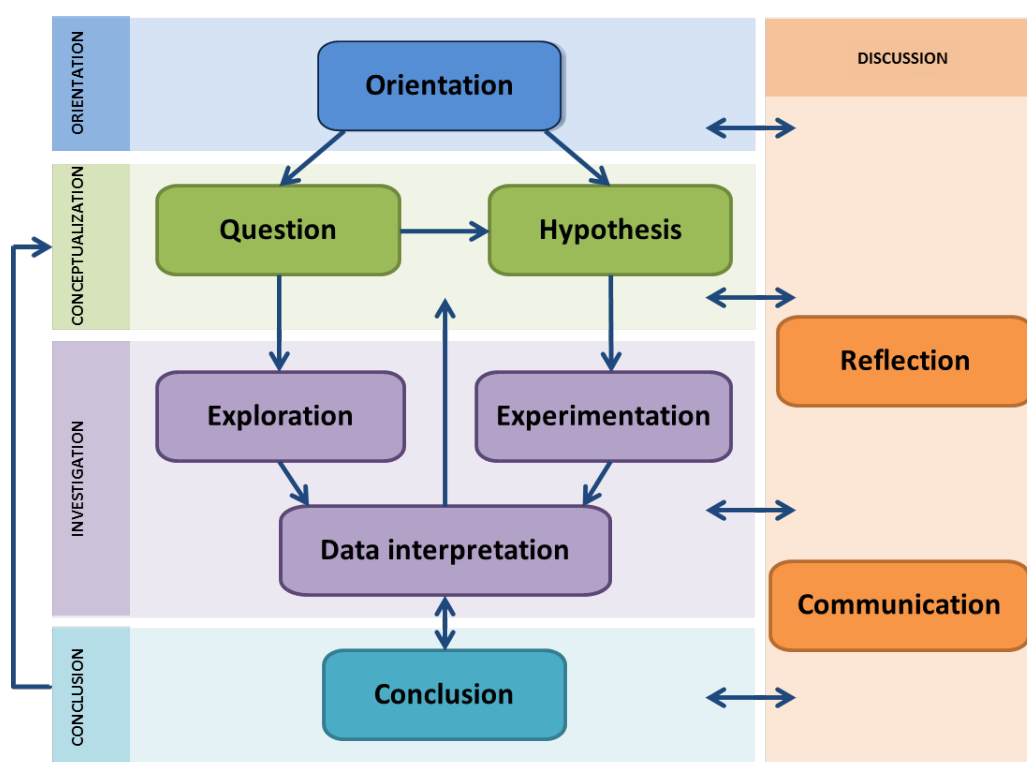 ORIENTATION
Orientation
DISCUSSION
CONCEPTUALIZATION
Question
Hypothesis
Reflection
INVESTIGATION
Exploration
Experimentation
Data interpretation
Communication
CONCLUSION
Conclusion